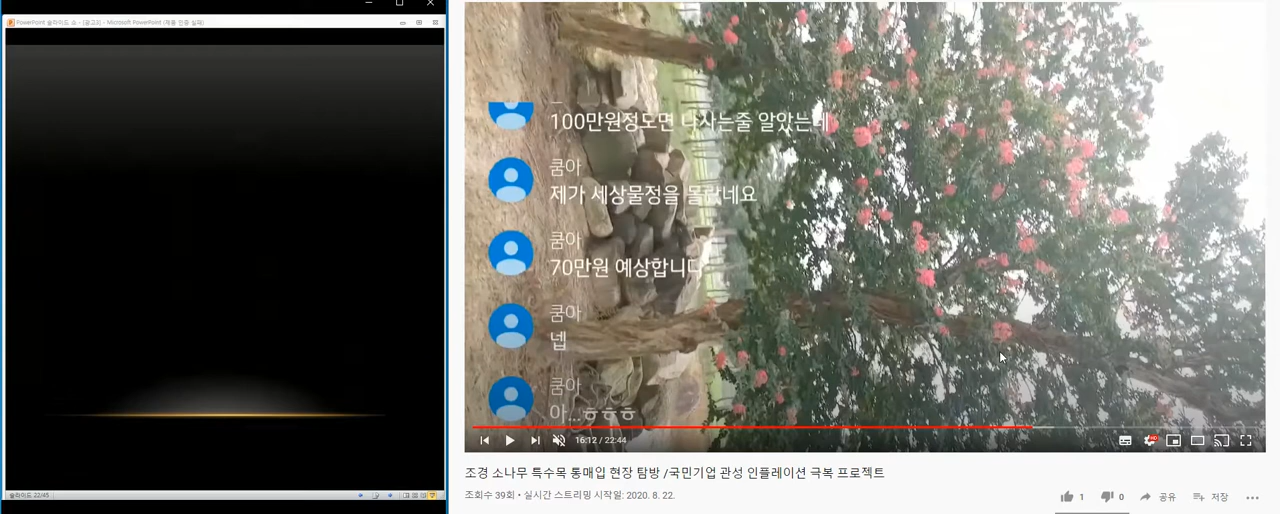 PowerPoint 슬라이드 쇼 - [광고2] - Microsoft PowerPoint (제품 인증 실패)
슬라이드 22/45
100만원정도면 다사는줄 알았는데
쿰아
제가 세상물정을 몰랐네요
쿰아
70만원 예상합니다
쿰아
넵
쿰아
아...ㅎㅎㅎ
16:12 / 22:44
HD
조경 소나무 특수목 통매입 현장 탐방 /국민기업 관성 인플레이션 극복 프로젝트
조회수 39회 • 실시간 스트리밍 시작일: 2020. 8. 22.
1
0
공유
저장